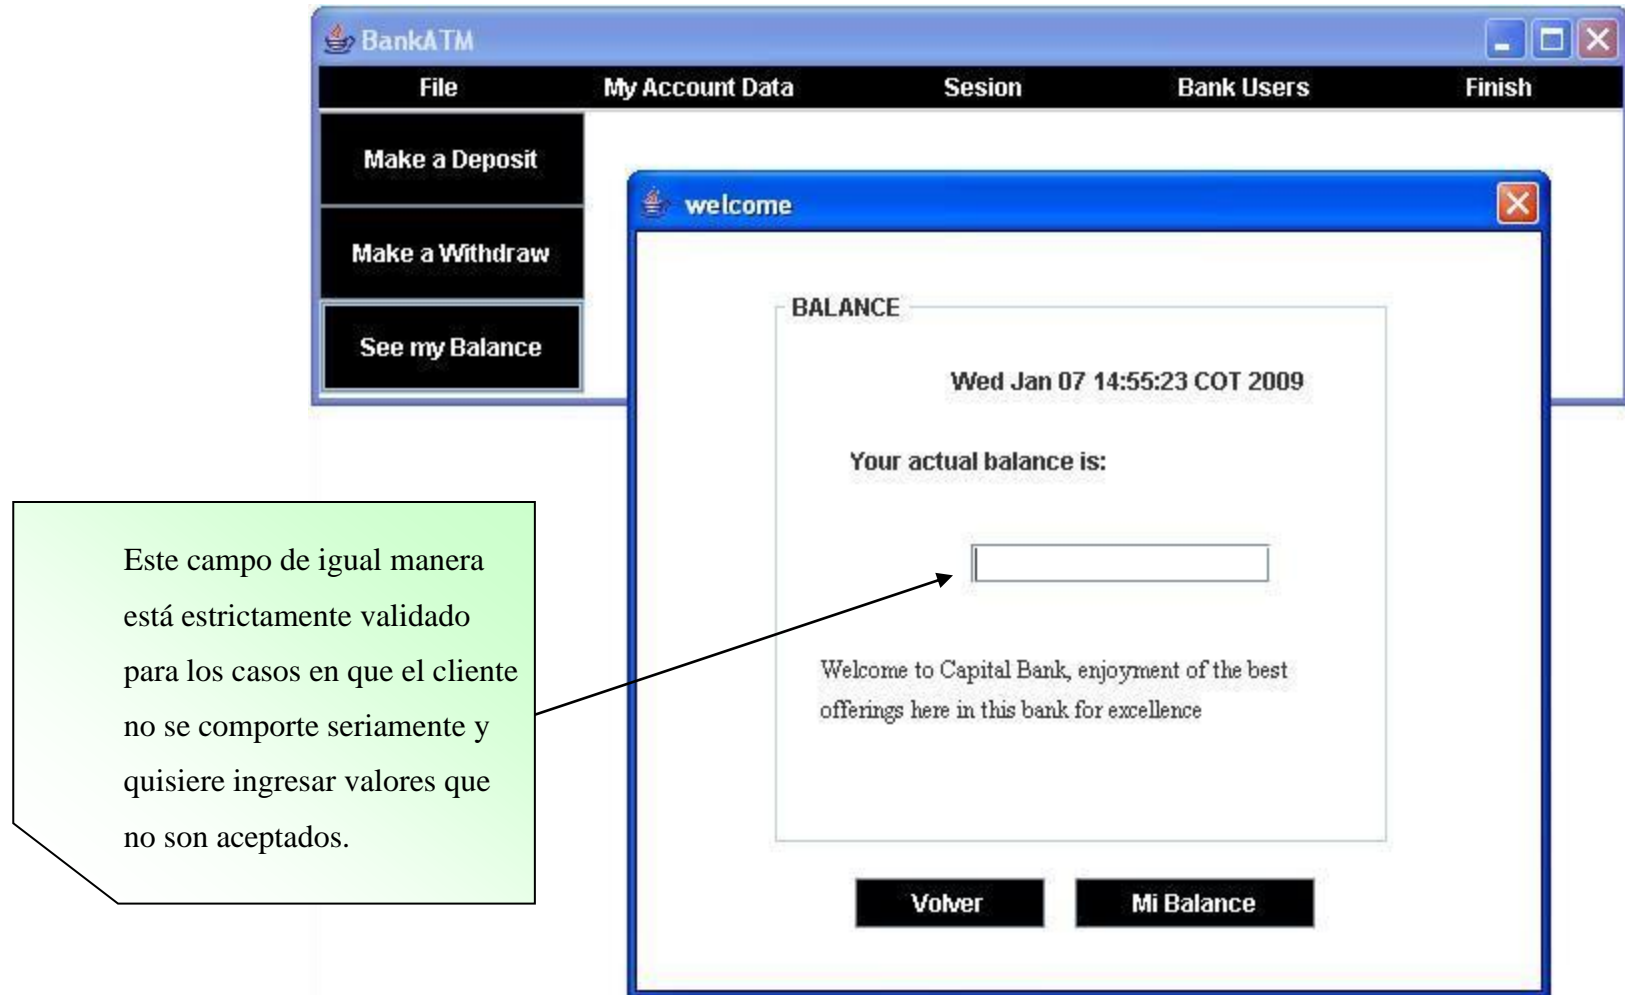 BankATM
File My Account Data Sesion Bank Users Finish
Make a Deposit
Make a Withdraw
See my Balance
welcome
BALANCE
Wed Jan 07 14:55:23 COT 2009
Your actual balance is:
Welcome to Capital Bank, enjoyment of the best
offerings here in this bank for excellence
Volver Mi Balance
Este campo de igual manera
está estrictamente validado
para los casos en que el cliente
no se comporte seriamente y
quisiere ingresar valores que
no son aceptados.